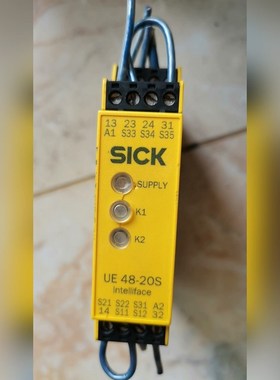 13 23 24 31
A1 S33 S34 S35
SICK
SUPPLY
K1
K2
UE 48-20S
Intelliface
S21 S22 S31 A2
14 S11 S12 32